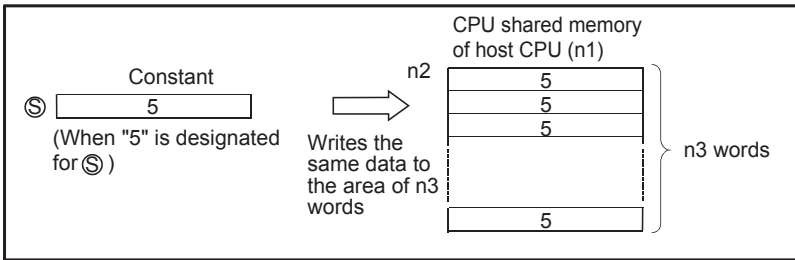 CPU shared memory
of host CPU (n1)
Constant
n2
Ⓢ 5
(When "5" is designated
for Ⓢ )
Writes the
same data to
the area of n3
words
5
5
5
5
n3 words